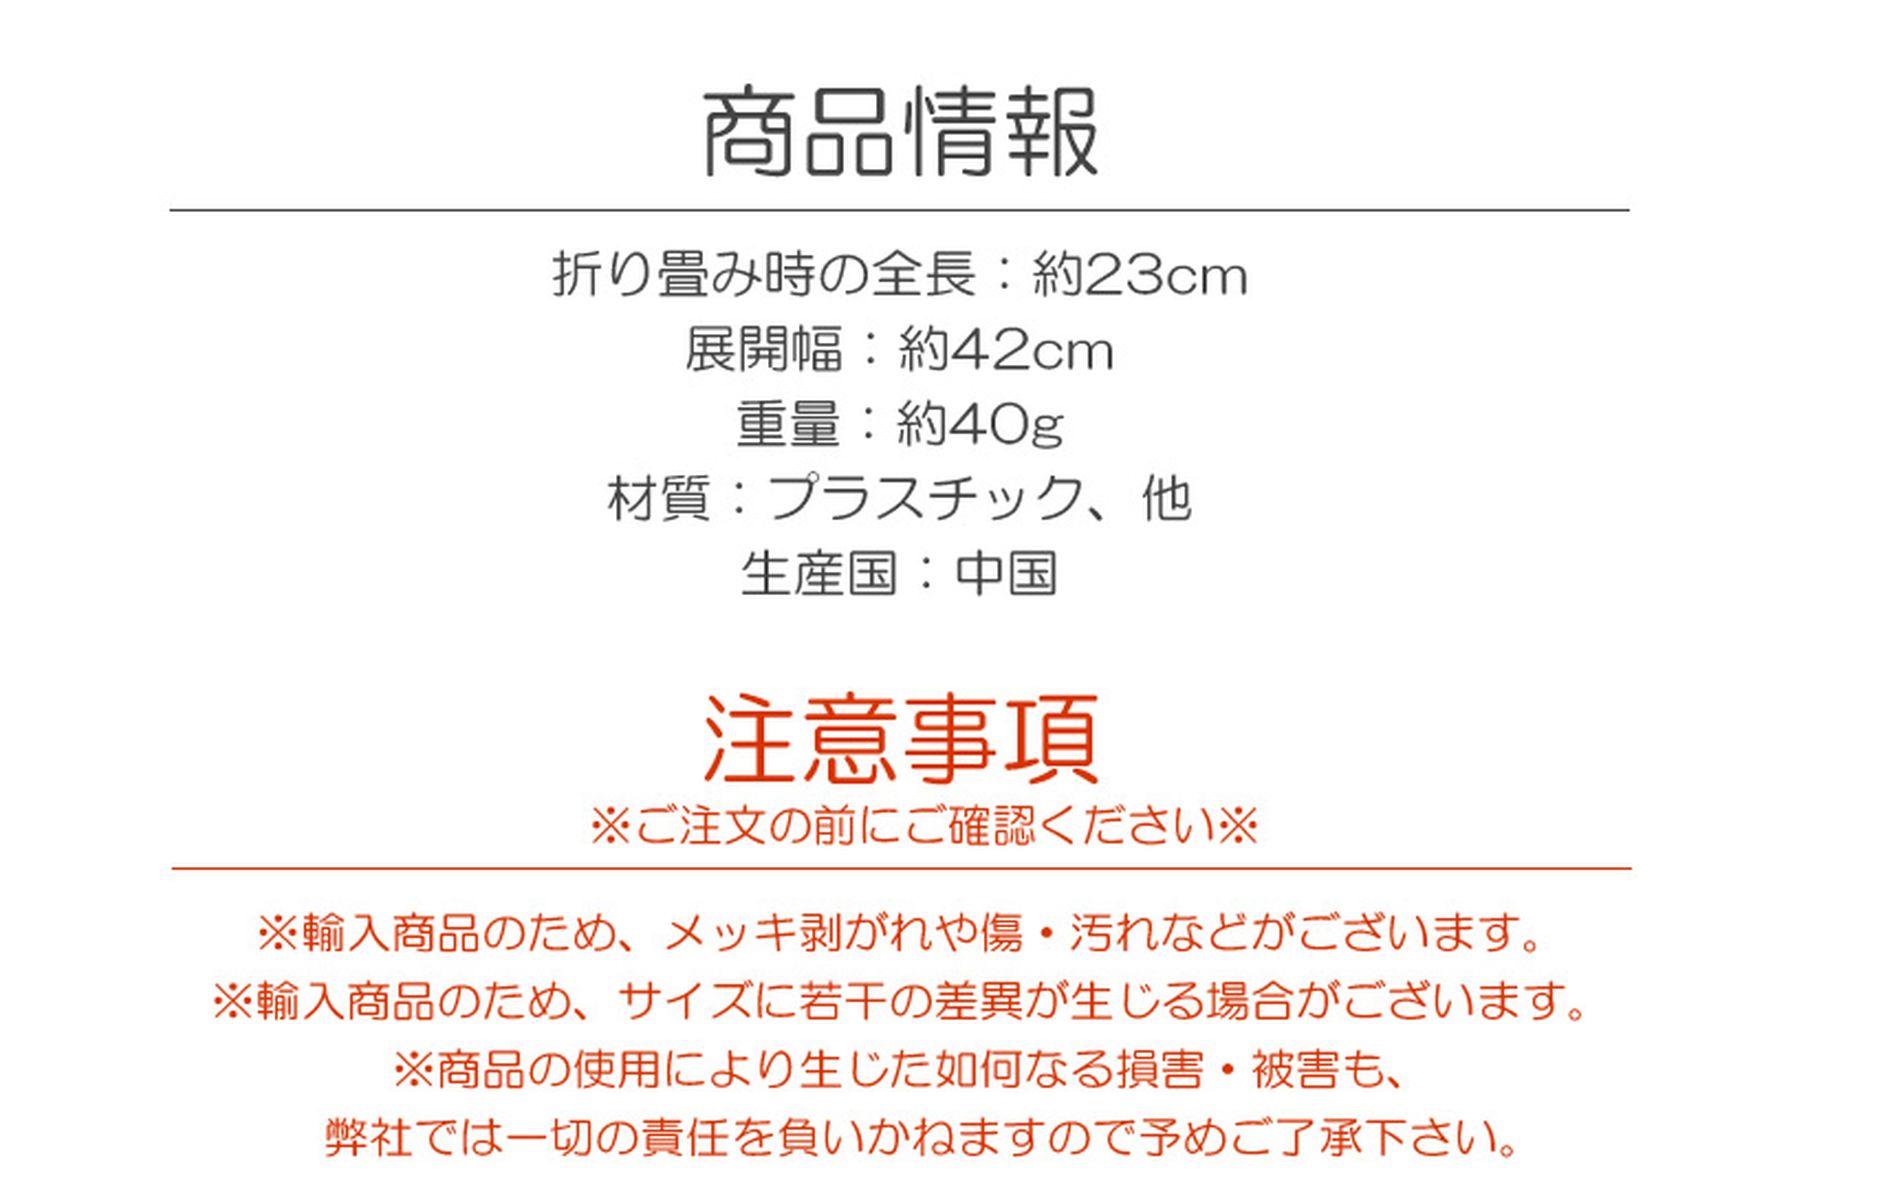 商品情報
折り畳み時の全長：約23cm
展開幅：約42cm
重量：約40g
材質：プラスチック、他
生産国：中国
注意事項
※ご注文の前にご確認ください※
※輸入商品のため、メッキ剥がれや傷・汚れなどがございます。
※輸入商品のため、サイズに若干の差異が生じる場合がございます。
※商品の使用により生じた如何なる損害・被害も、
弊社では一切の責任を負いかねますので予めご了承下さい。